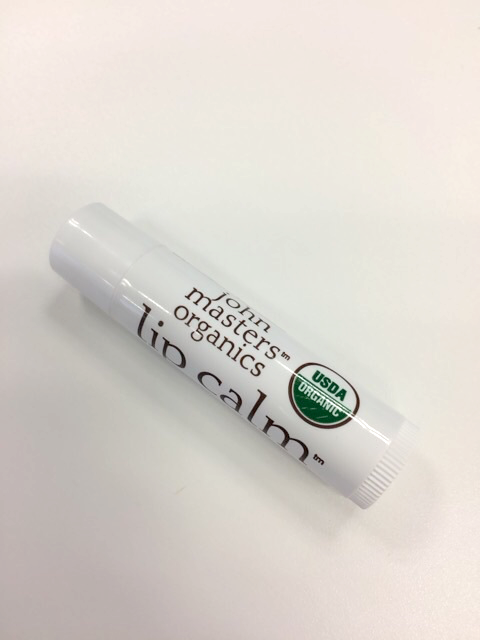 john
masters™
organics
lip calm™
USDA
ORGANIC